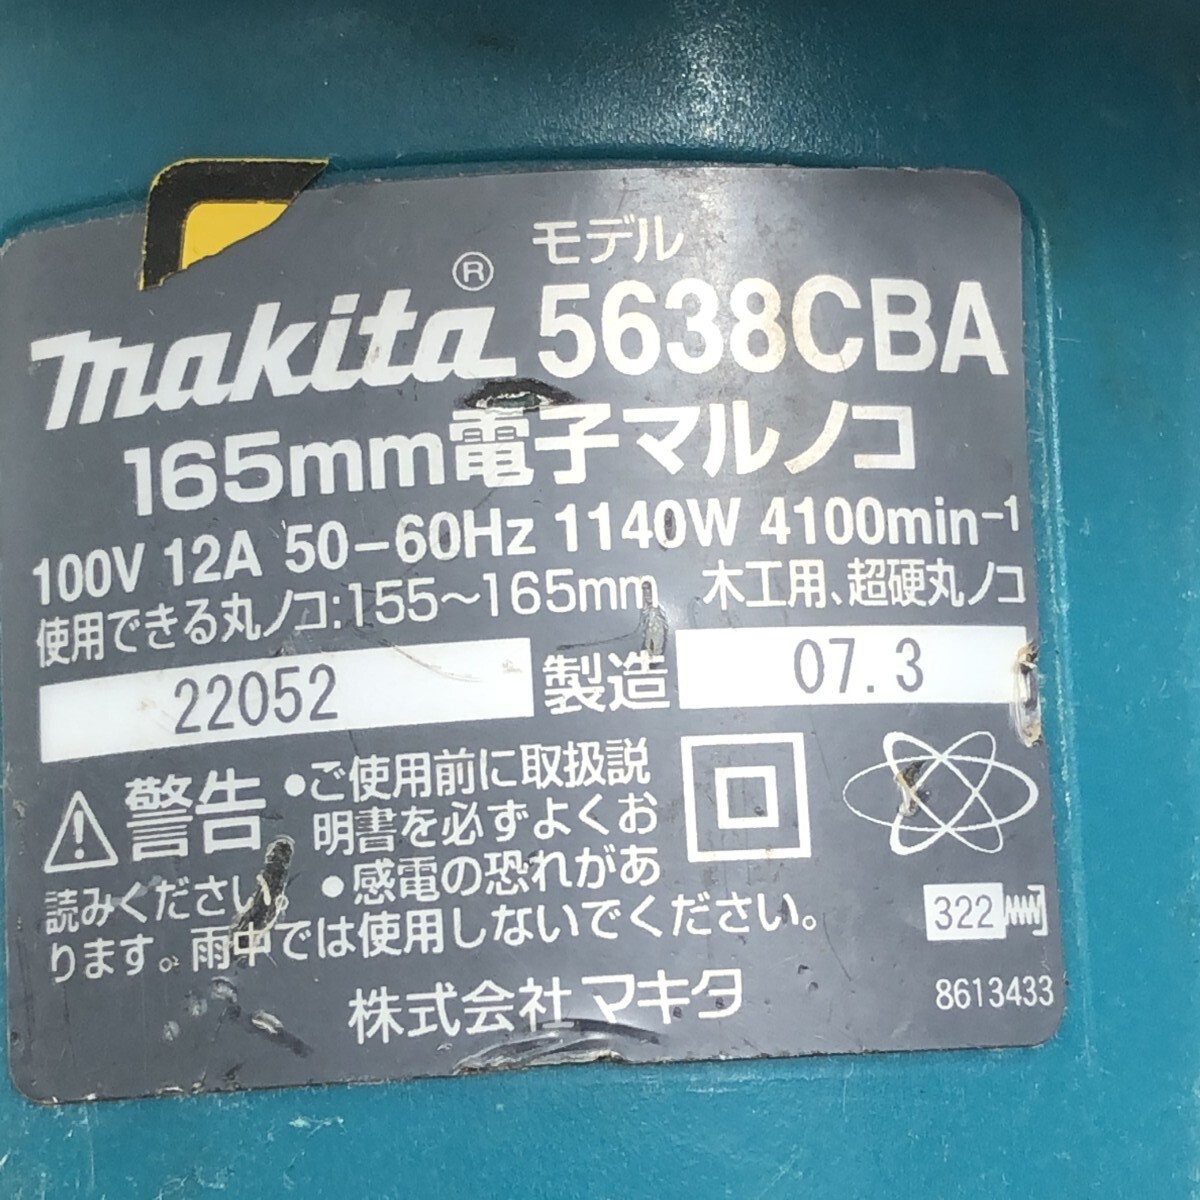 モデル
makita® 5638CBA
165mm電子マルノコ
100V 12A 50-60Hz 1140W 4100min-1
使用できる丸ノコ:155～165mm 木工用、超硬丸ノコ
22052 製造 07.3
警告 •ご使用前に取扱説
明書を必ずよくお
読みください。 •感電の恐れがあ
ります。雨中では使用しないでください。
322
株式会社マキタ
8613433